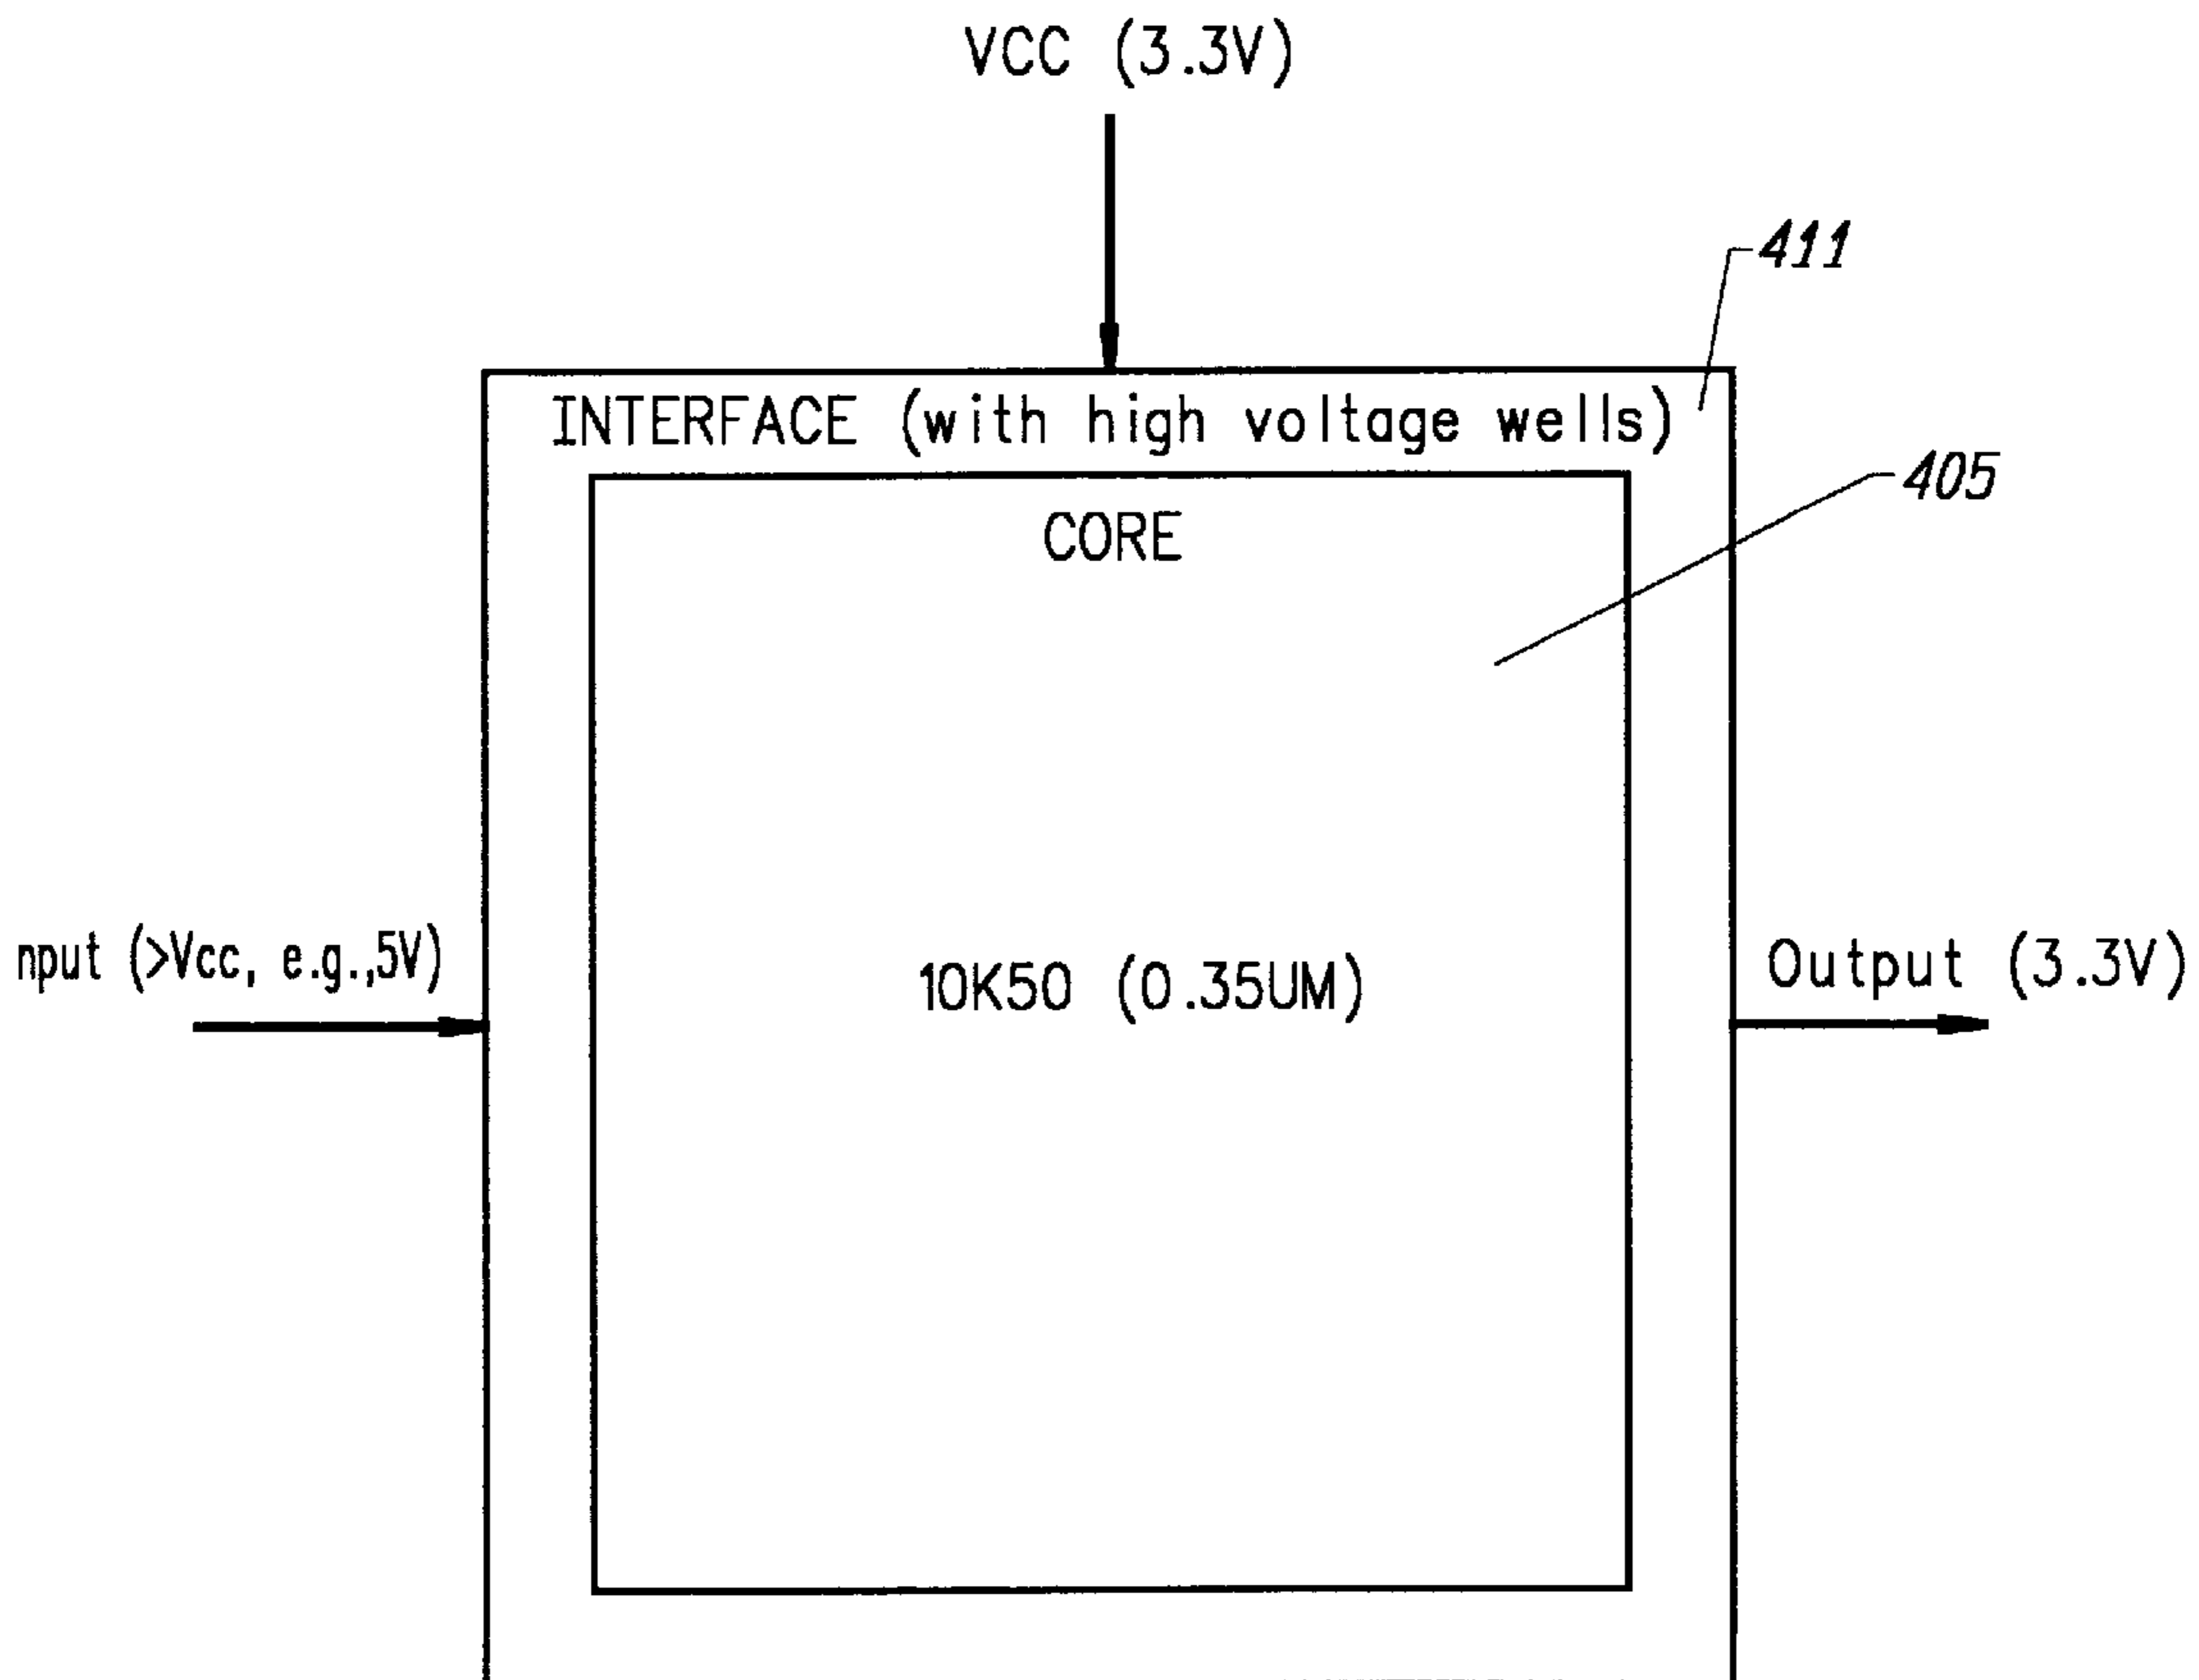 VCC (3.3V)
411
INTERFACE (with high voltage wells)
405
CORE
nput (>Vcc, e.g.,5V)
Output (3.3V)
10K50 (0.35UM)